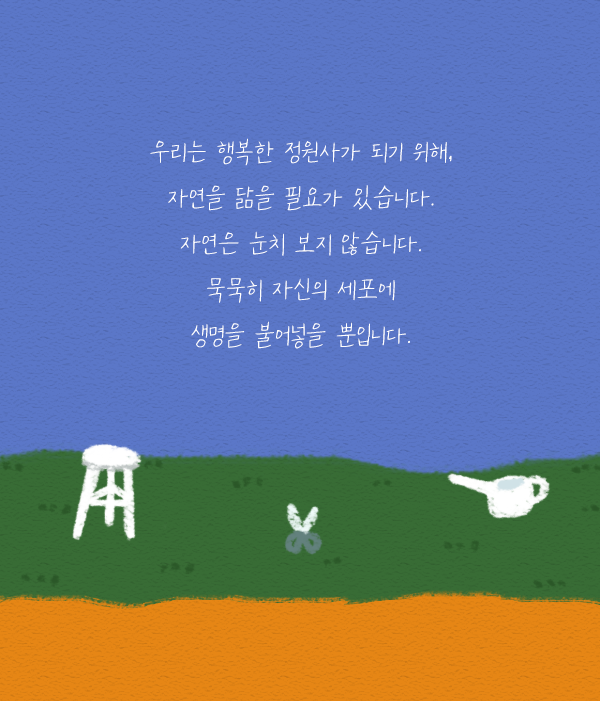 우리는 행복한 정원사가 되기 위해,
자연을 닮을 필요가 있습니다.
자연은 눈치 보지 않습니다.
묵묵히 자신의 세포에
생명을 불어넣을 뿐입니다.